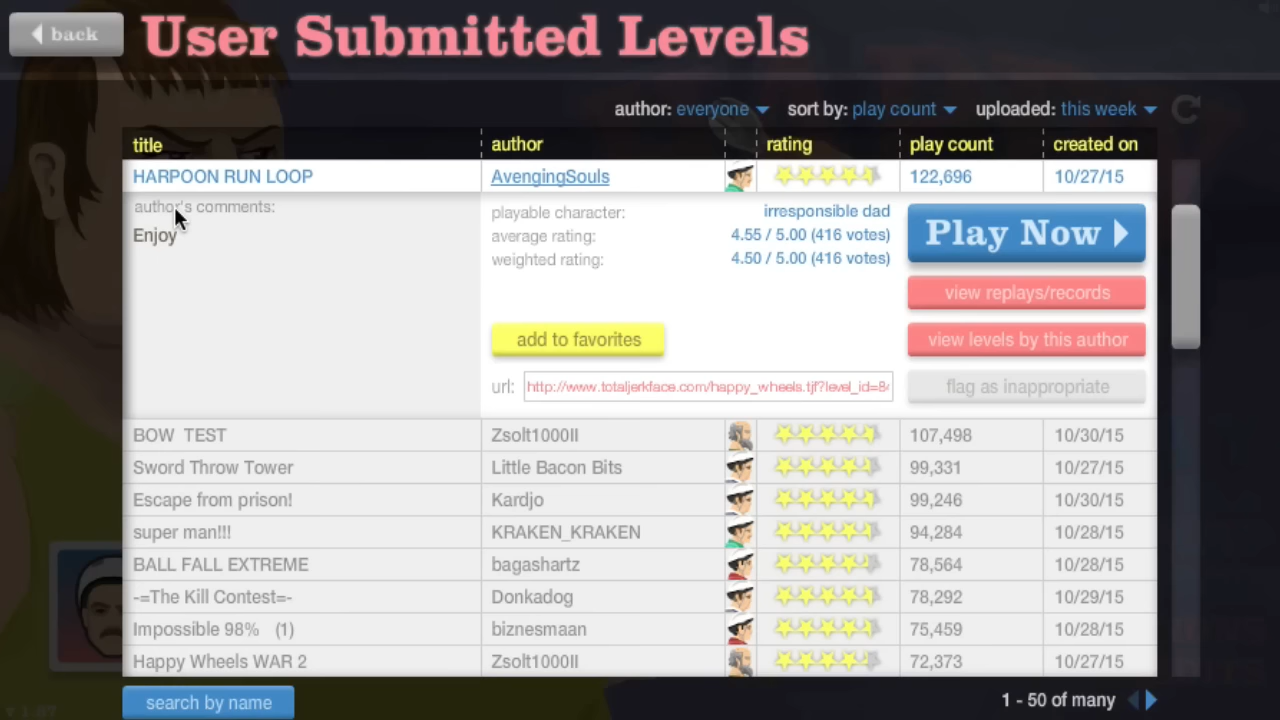 back
User Submitted Levels
author: everyone sort by: play count uploaded: this week
title author rating play count created on
HARPOON RUN LOOP AvengingSouls 122,696 10/27/15
author's comments:
Enjoy
playable character: irresponsible dad
average rating: 4.55 / 5.00 (416 votes)
weighted rating: 4.50 / 5.00 (416 votes)
Play Now
view replays/records
add to favorites
view levels by this author
url: http://www.totaljerkface.com/happy_wheels.tjf?level_id=8
flag as inappropriate
BOW TEST Zsolt1000II 107,498 10/30/15
Sword Throw Tower Little Bacon Bits 99,331 10/27/15
Escape from prison! Kardjo 99,246 10/30/15
super man!!! KRAKEN_KRAKEN 94,284 10/28/15
BALL FALL EXTREME bagashartz 78,564 10/28/15
-=The Kill Contest=- Donkadog 78,292 10/29/15
Impossible 98% (1) biznesmaan 75,459 10/28/15
Happy Wheels WAR 2 Zsolt1000II 72,373 10/27/15
search by name
1 - 50 of many